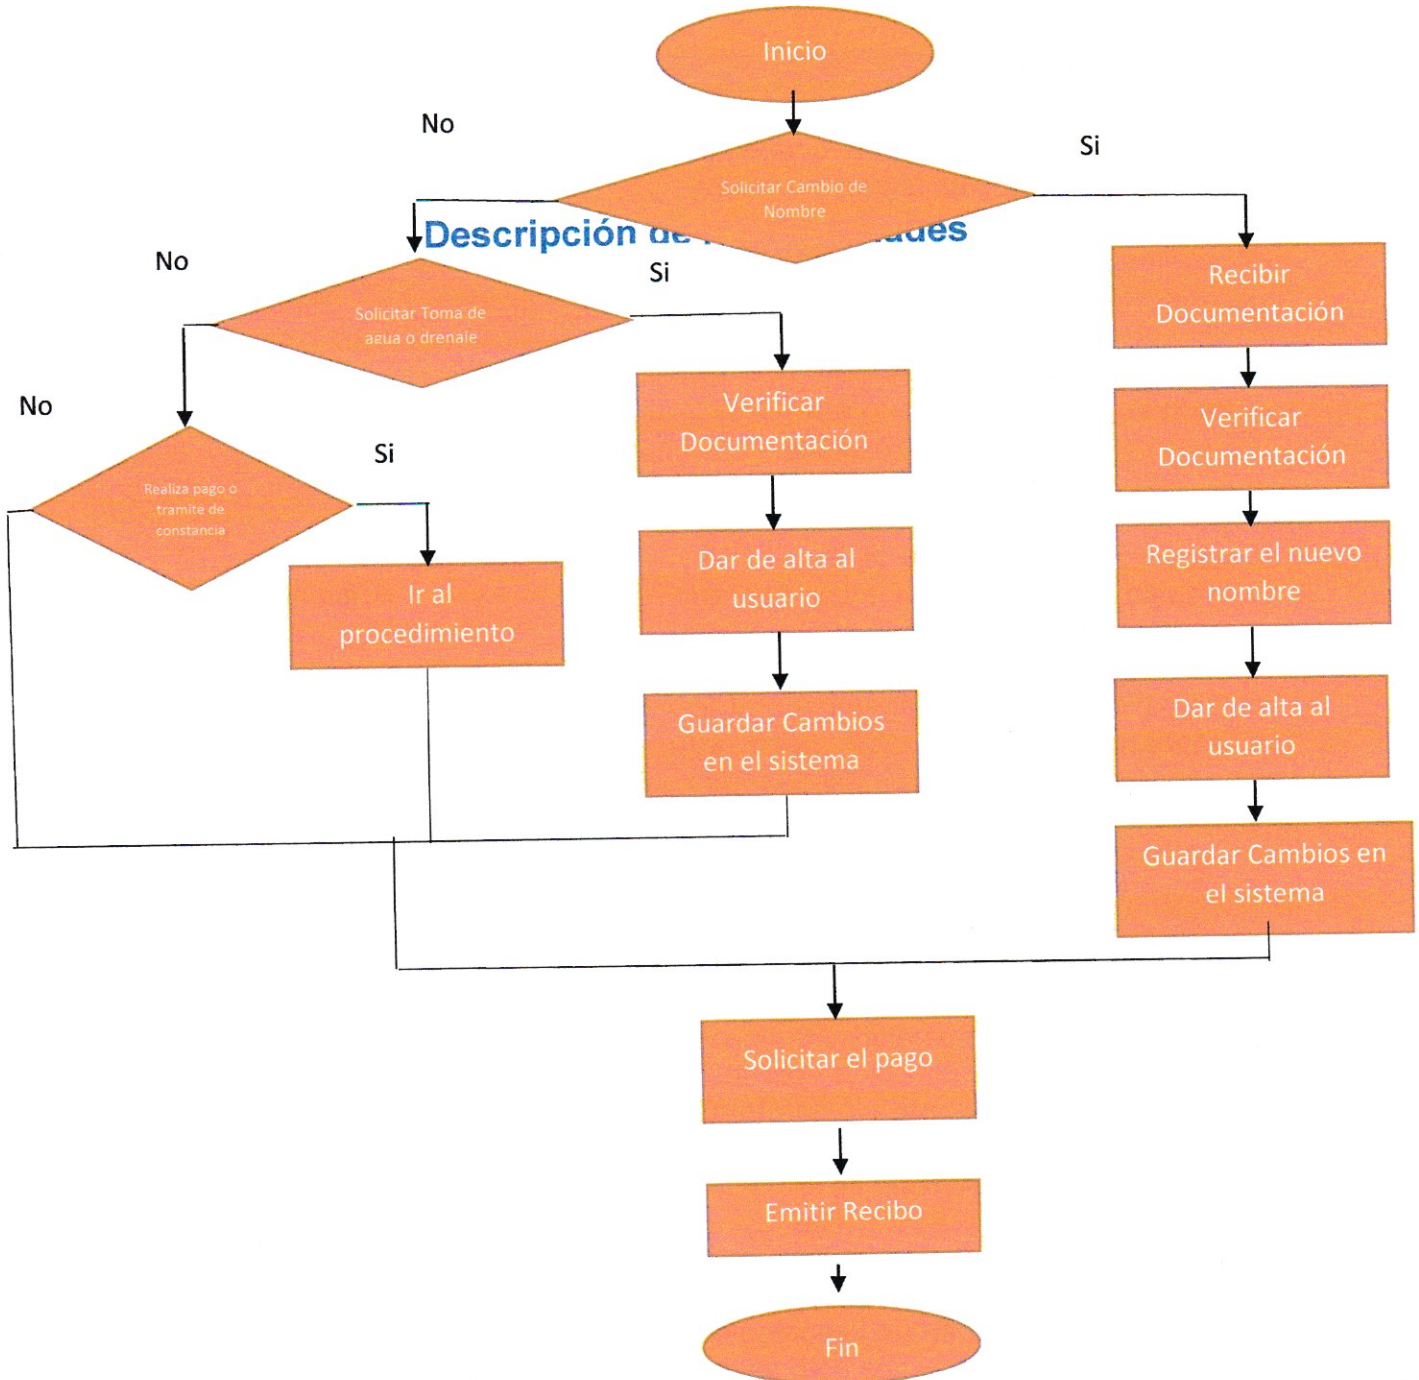 Inicio
No
Si
Solicitar Cambio de
Nombre
Descripción de
No
Si
Solicitar Toma de
agua o drenaje
Recibir
Documentación
No
Si
Verificar
Documentación
Verificar
Documentación
Realiza pago o
tramite de
constancia
Ir al
procedimiento
Dar de alta al
usuario
Registrar el nuevo
nombre
Guardar Cambios
en el sistema
Dar de alta al
usuario
Guardar Cambios en
el sistema
Solicitar el pago
Emitir Recibo
Fin